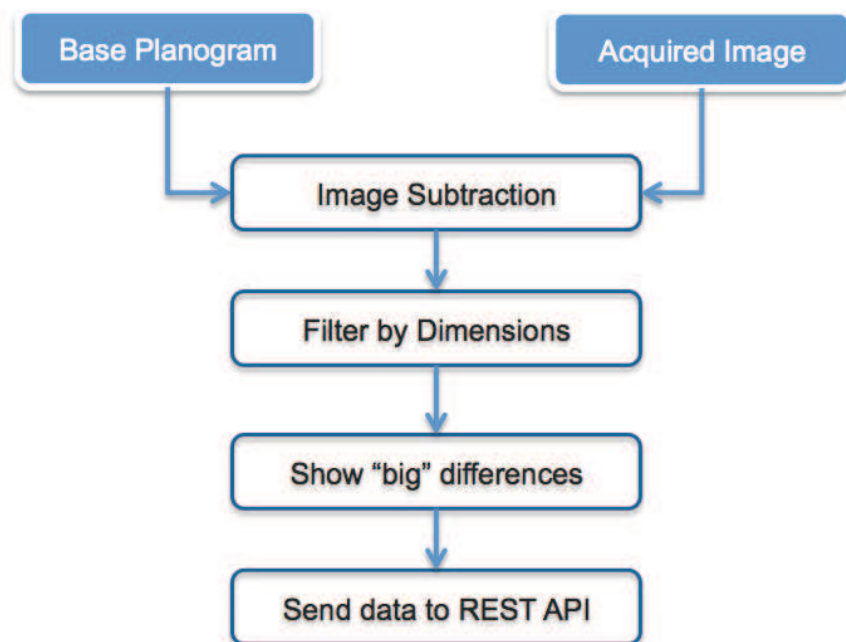 Base Planogram
Acquired Image
Image Subtraction
Filter by Dimensions
Show “big” differences
Send data to REST API